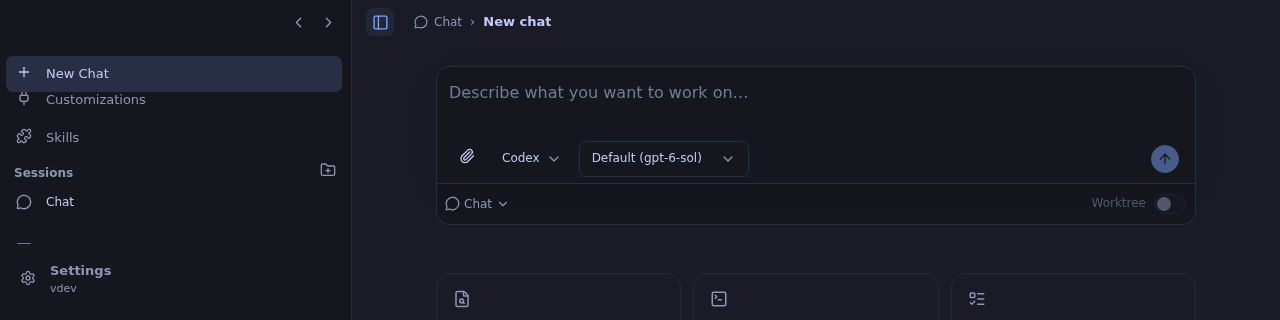 Chat › New chat
New Chat
Customizations
Skills
Sessions
Chat
Settings
vdev
Describe what you want to work on…
Codex
Default (gpt-6-sol)
Chat
Worktree